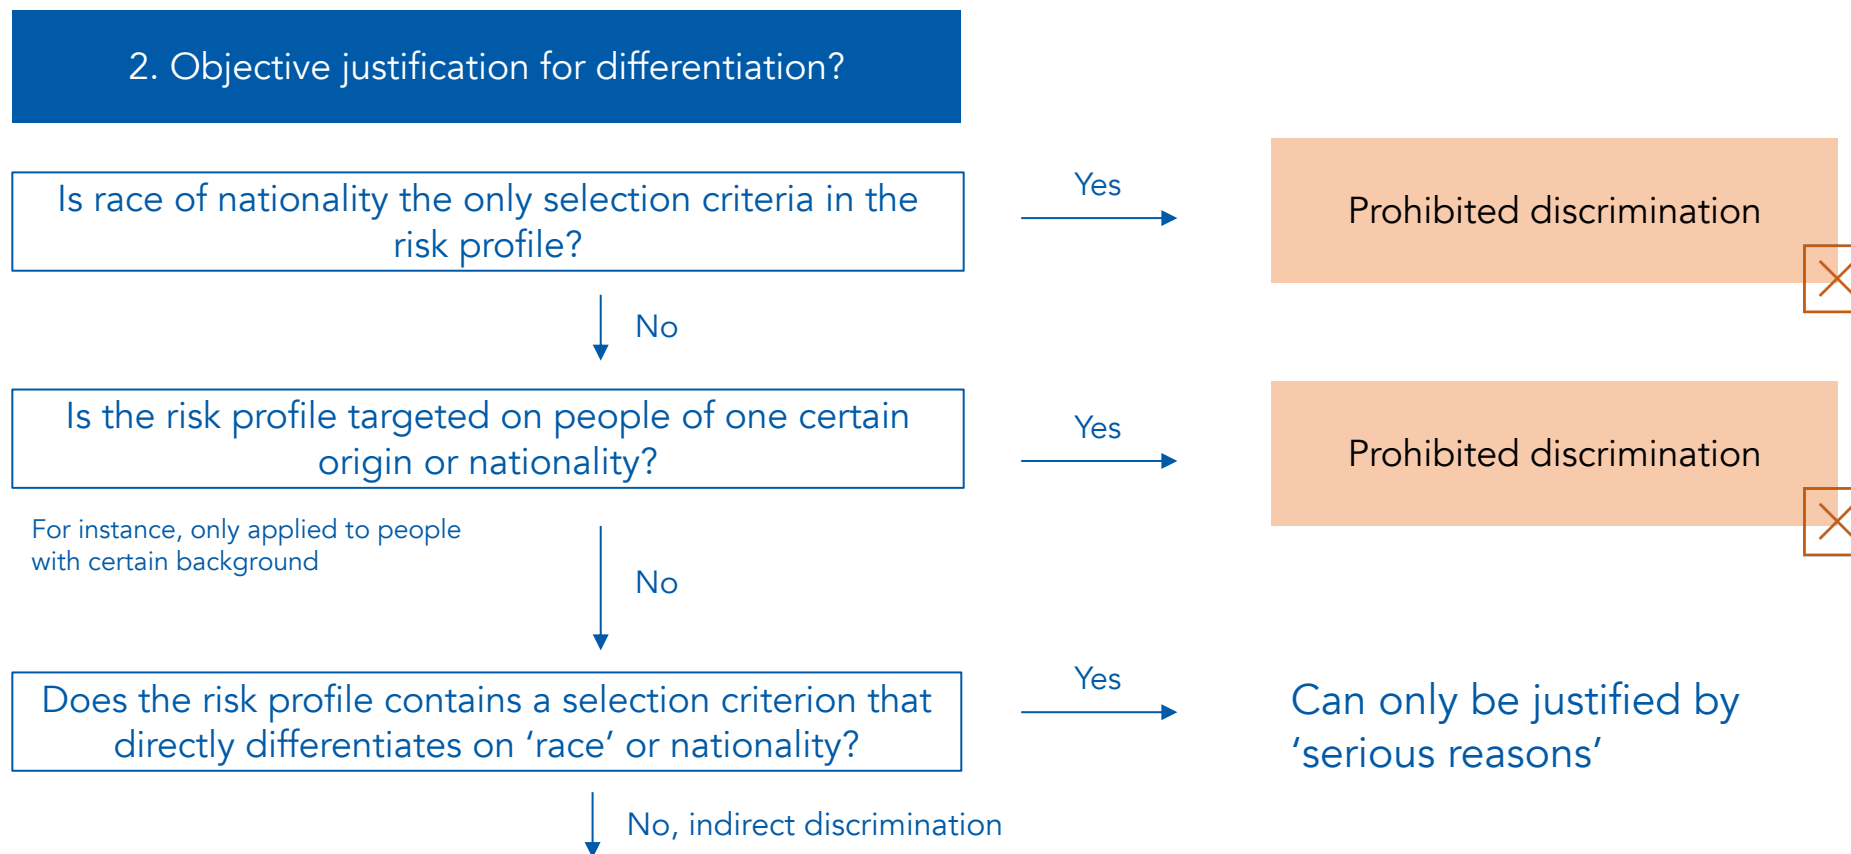 2. Objective justification for differentiation?
Is race of nationality the only selection criteria in the
risk profile?
Yes
Prohibited discrimination
No
Is the risk profile targeted on people of one certain
origin or nationality?
Yes
Prohibited discrimination
For instance, only applied to people
with certain background
No
Does the risk profile contains a selection criterion that
directly differentiates on ‘race’ or nationality?
Yes
Can only be justified by
‘serious reasons’
No, indirect discrimination